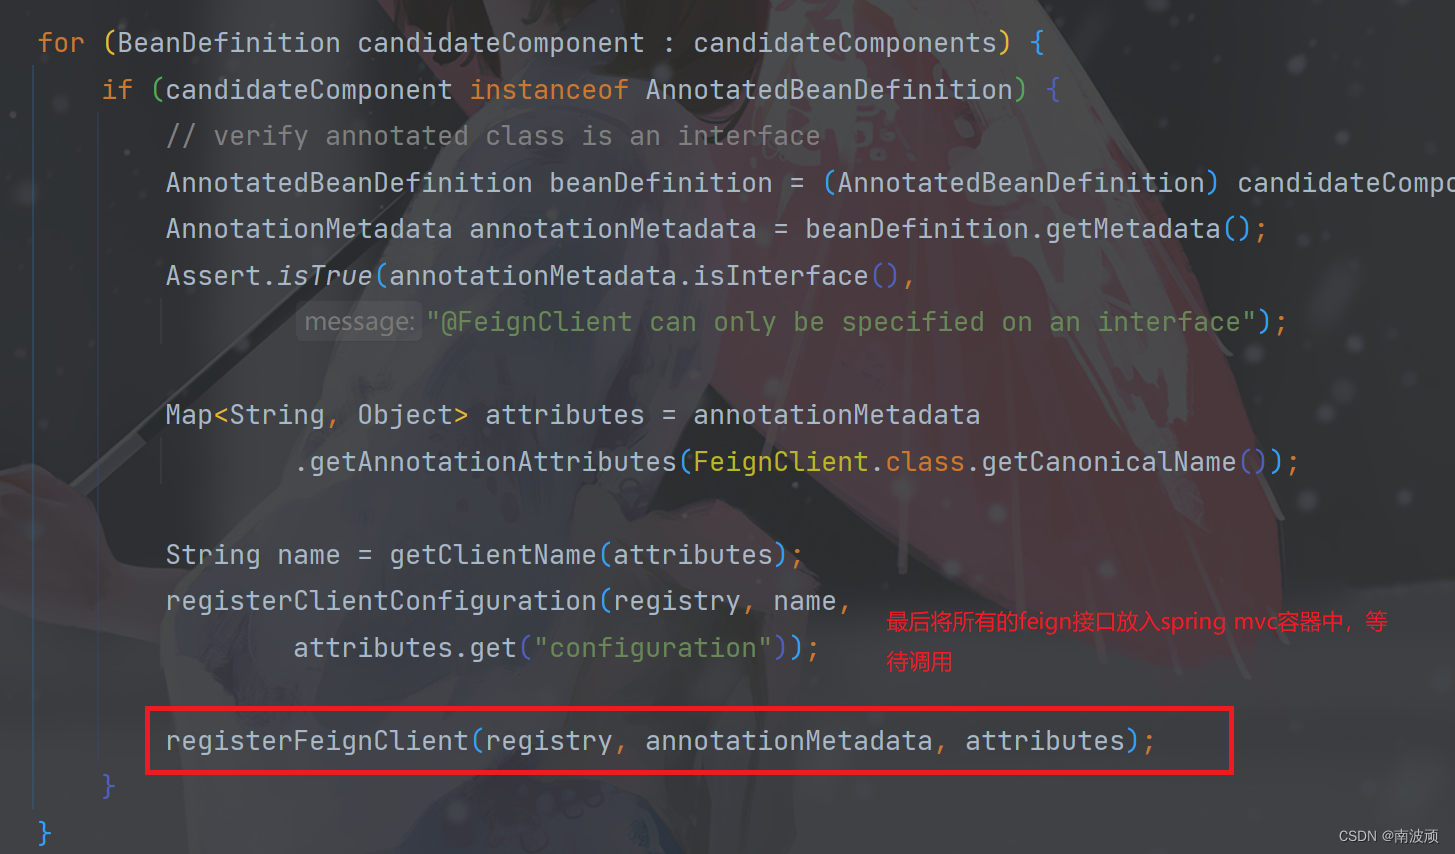 for (BeanDefinition candidateComponent : candidateComponents) {
if (candidateComponent instanceof AnnotatedBeanDefinition) {
// verify annotated class is an interface
AnnotatedBeanDefinition beanDefinition = (AnnotatedBeanDefinition) candidateCompo
AnnotationMetadata annotationMetadata = beanDefinition.getMetadata();
Assert.isTrue(annotationMetadata.isInterface(),
message: "@FeignClient can only be specified on an interface");
Map<String, Object> attributes = annotationMetadata
.getAnnotationAttributes(FeignClient.class.getCanonicalName());
String name = getClientName(attributes);
registerClientConfiguration(registry, name,
attributes.get("configuration"));
最后将所有的feign接口放入spring mvc容器中，等
待调用
registerFeignClient(registry, annotationMetadata, attributes);
}
}
CSDN @南波顽